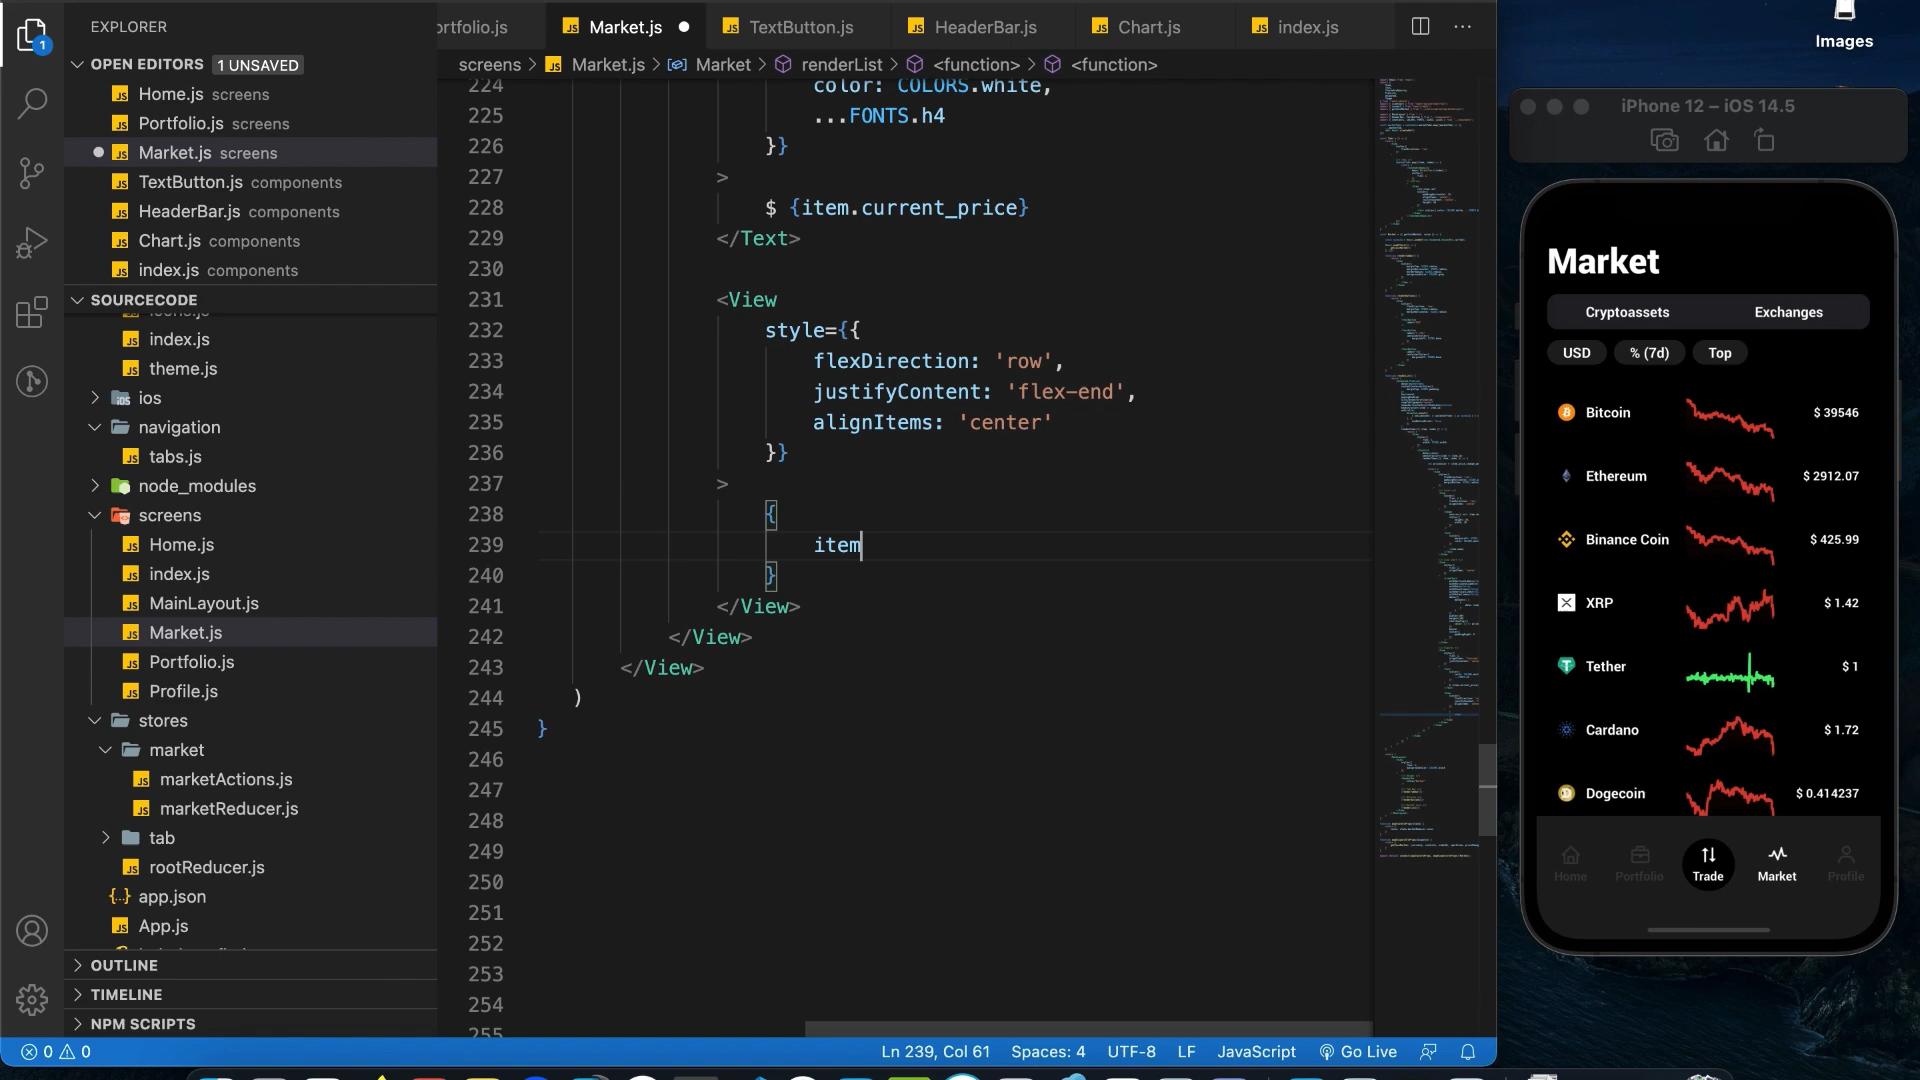 EXPLORER
OPEN EDITORS 1 UNSAVED
Home.js screens
Portfolio.js screens
Market.js screens
TextButton.js components
HeaderBar.js components
Chart.js components
index.js components
SOURCECODE
index.js
theme.js
ios
navigation
tabs.js
node_modules
screens
Home.js
index.js
MainLayout.js
Market.js
Portfolio.js
Profile.js
stores
market
marketActions.js
marketReducer.js
tab
rootReducer.js
app.json
App.js
OUTLINE
TIMELINE
NPM SCRIPTS
ortfolio.js Market.js TextButton.js HeaderBar.js Chart.js index.js
screens > Market.js > Market > renderList > <function> > <function>
224 color: COLORS.white,
225 ...FONTS.h4
226 }}
227 >
228 $ {item.current_price}
229 </Text>
230
231 <View
232 style={{
233 flexDirection: 'row',
234 justifyContent: 'flex-end',
235 alignItems: 'center'
236 }}
237 >
238 {
239 item
240 }
241 </View>
242 </View>
243 </View>
244 )
245 }
246
247
248
249
250
251
252
253
254
255
0 0 Ln 239, Col 61 Spaces: 4 UTF-8 LF JavaScript Go Live
1
Images
iPhone 12 – iOS 14.5
Market
Cryptoassets Exchanges
USD % (7d) Top
Bitcoin $ 39546
Ethereum $ 2912.07
Binance Coin $ 425.99
XRP $ 1.42
Tether $ 1
Cardano $ 1.72
Dogecoin $ 0.414237
Home Portfolio Trade Market Profile